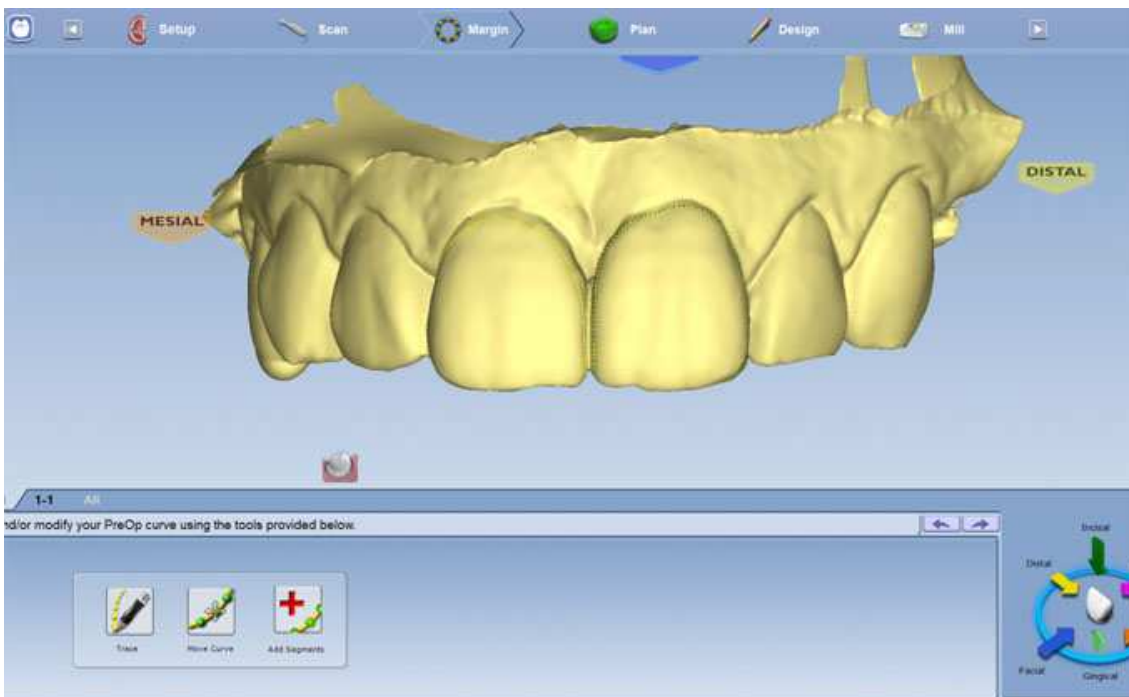 Setup
Scan
Margin
Plan
Design
Mill
DISTAL
MESIAL
1-1
All
nd/or modify your PreOp curve using the tools provided below.
Incisal
Distal
Trace
Move Curve
Add Segments
Facial
Gingical